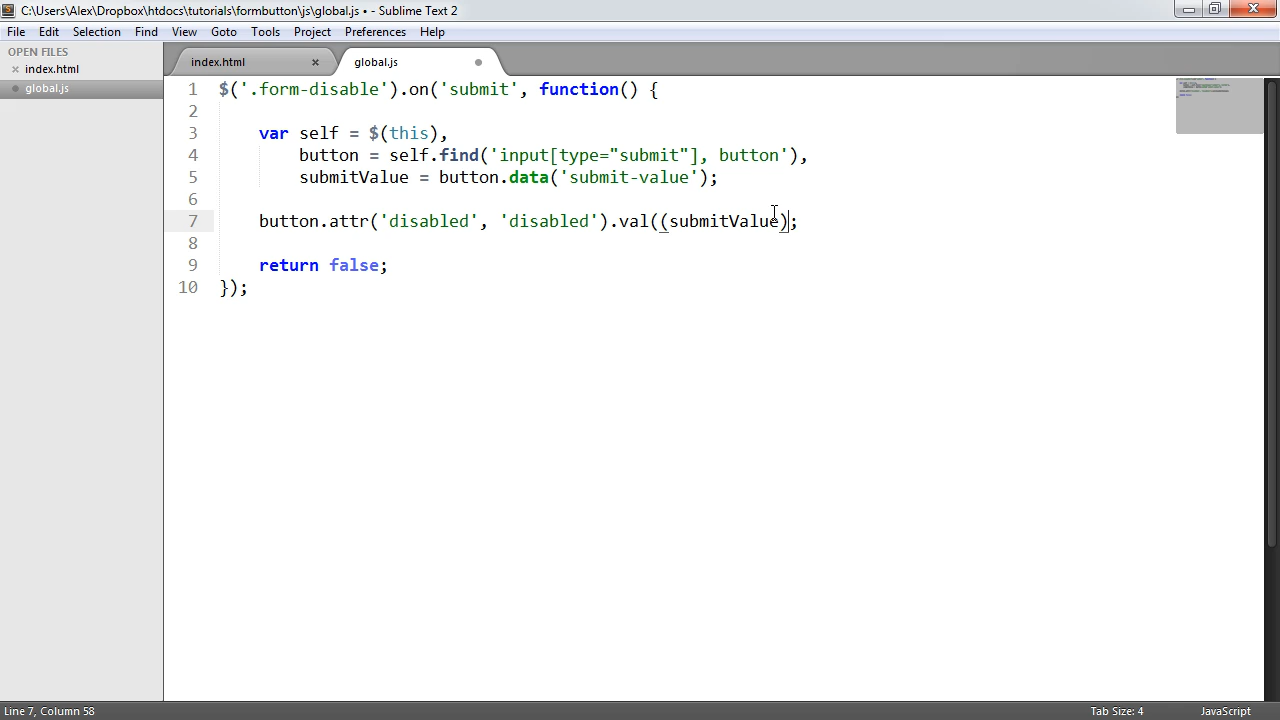 C:\Users\Alex\Dropbox\htdocs\tutorials\formbutton\js\global.js • - Sublime Text 2
File Edit Selection Find View Goto Tools Project Preferences Help
OPEN FILES
index.html
global.js
index.html global.js
1 $('.form-disable').on('submit', function() {
2
3 var self = $(this),
4 button = self.find('input[type="submit"], button'),
5 submitValue = button.data('submit-value');
6
7 button.attr('disabled', 'disabled').val((submitValue);
8
9 return false;
10 });
Line 7, Column 58 Tab Size: 4 JavaScript